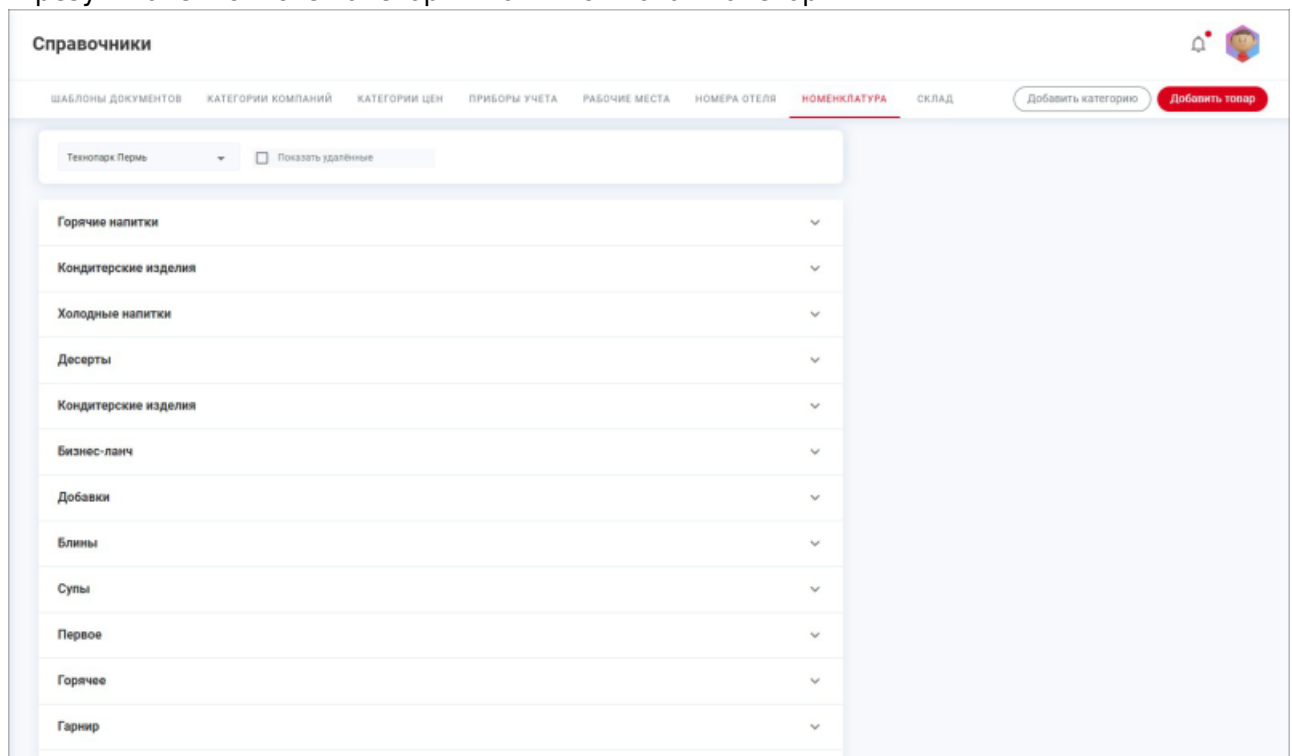 Справочники
ШАБЛОНЫ ДОКУМЕНТОВ КАТЕГОРИИ КОМПАНИЙ КАТЕГОРИИ ЦЕН ПРИБОРЫ УЧЕТА РАБОЧИЕ МЕСТА НОМЕРА ОТЕЛЯ НОМЕНКЛАТУРА СКЛАД Добавить категорию Добавить товар
Технопарк Пермь Показать удалённые
Горячие напитки
Кондитерские изделия
Холодные напитки
Десерты
Кондитерские изделия
Бизнес-ланч
Добавки
Блины
Супы
Первое
Горячее
Гарнир